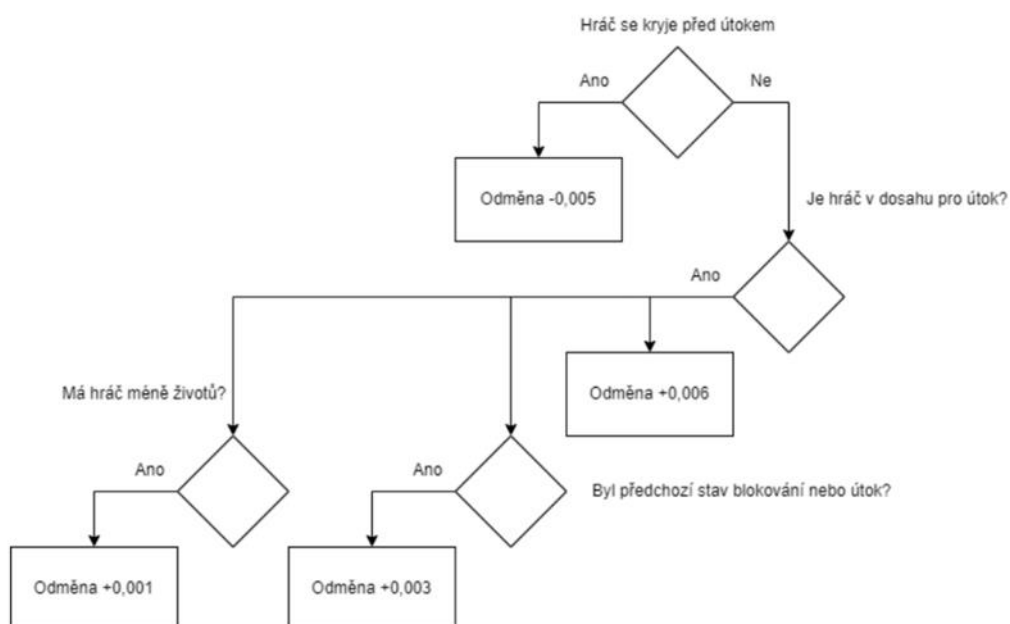 Hráč se kryje před útokem
Ano
Ne
Odměna -0,005
Je hráč v dosahu pro útok?
Ano
Odměna +0,006
Má hráč méně životů?
Ano
Ano
Byl předchozí stav blokování nebo útok?
Odměna +0,001
Odměna +0,003